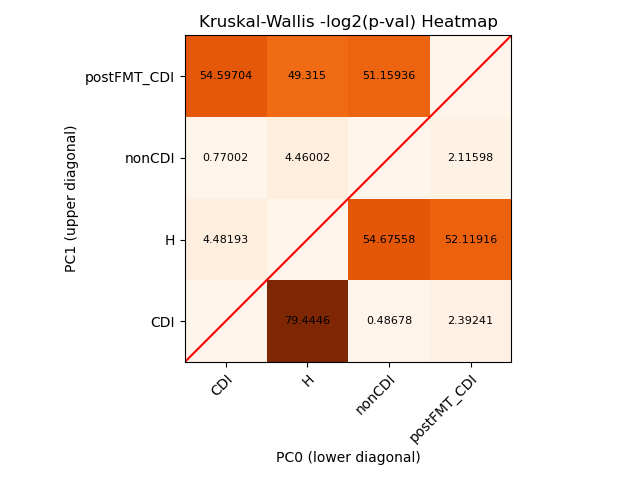 Kruskal-Wallis -log2(p-val) Heatmap
PC1 (upper diagonal)
postFMT_CDI
54.59704 49.315 51.15936
nonCDI
0.77002 4.46002 2.11598
H
4.48193 54.67558 52.11916
CDI
79.4446 0.48678 2.39241
CDI H nonCDI postFMT_CDI
PC0 (lower diagonal)